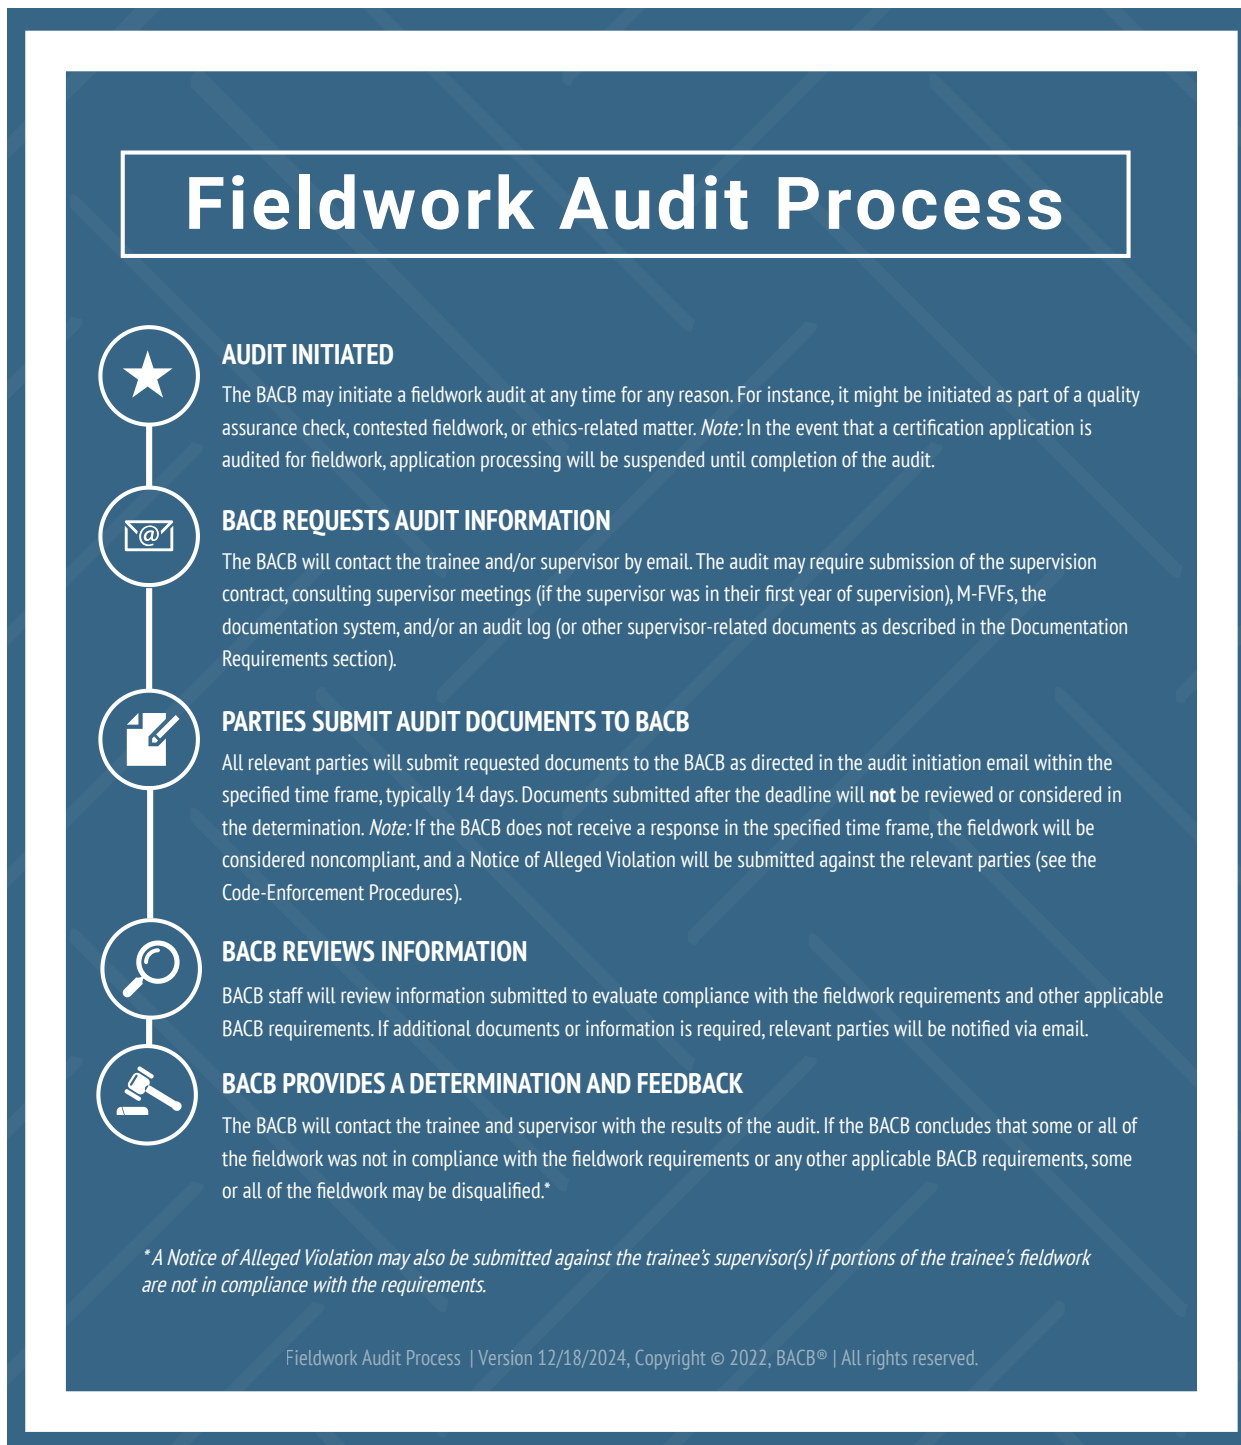 Fieldwork Audit Process
AUDIT INITIATED
The BACB may initiate a fieldwork audit at any time for any reason. For instance, it might be initiated as part of a quality
assurance check, contested fieldwork, or ethics-related matter. Note: In the event that a certification application is
audited for fieldwork, application processing will be suspended until completion of the audit.
@
BACB REQUESTS AUDIT INFORMATION
The BACB will contact the trainee and/or supervisor by email. The audit may require submission of the supervision
contract, consulting supervisor meetings (if the supervisor was in their first year of supervision), M-FVFs, the
documentation system, and/or an audit log (or other supervisor-related documents as described in the Documentation
Requirements section).
PARTIES SUBMIT AUDIT DOCUMENTS TO BACB
All relevant parties will submit requested documents to the BACB as directed in the audit initiation email within the
specified time frame, typically 14 days. Documents submitted after the deadline will not be reviewed or considered in
the determination. Note: If the BACB does not receive a response in the specified time frame, the fieldwork will be
considered noncompliant, and a Notice of Alleged Violation will be submitted against the relevant parties (see the
Code-Enforcement Procedures).
BACB REVIEWS INFORMATION
BACB staff will review information submitted to evaluate compliance with the fieldwork requirements and other applicable
BACB requirements. If additional documents or information is required, relevant parties will be notified via email.
BACB PROVIDES A DETERMINATION AND FEEDBACK
The BACB will contact the trainee and supervisor with the results of the audit. If the BACB concludes that some or all of
the fieldwork was not in compliance with the fieldwork requirements or any other applicable BACB requirements, some
or all of the fieldwork may be disqualified.*
* A Notice of Alleged Violation may also be submitted against the trainee's supervisor(s) if portions of the trainee's fieldwork
are not in compliance with the requirements.
Fieldwork Audit Process | Version 12/18/2024, Copyright © 2022, BACB® | All rights reserved.